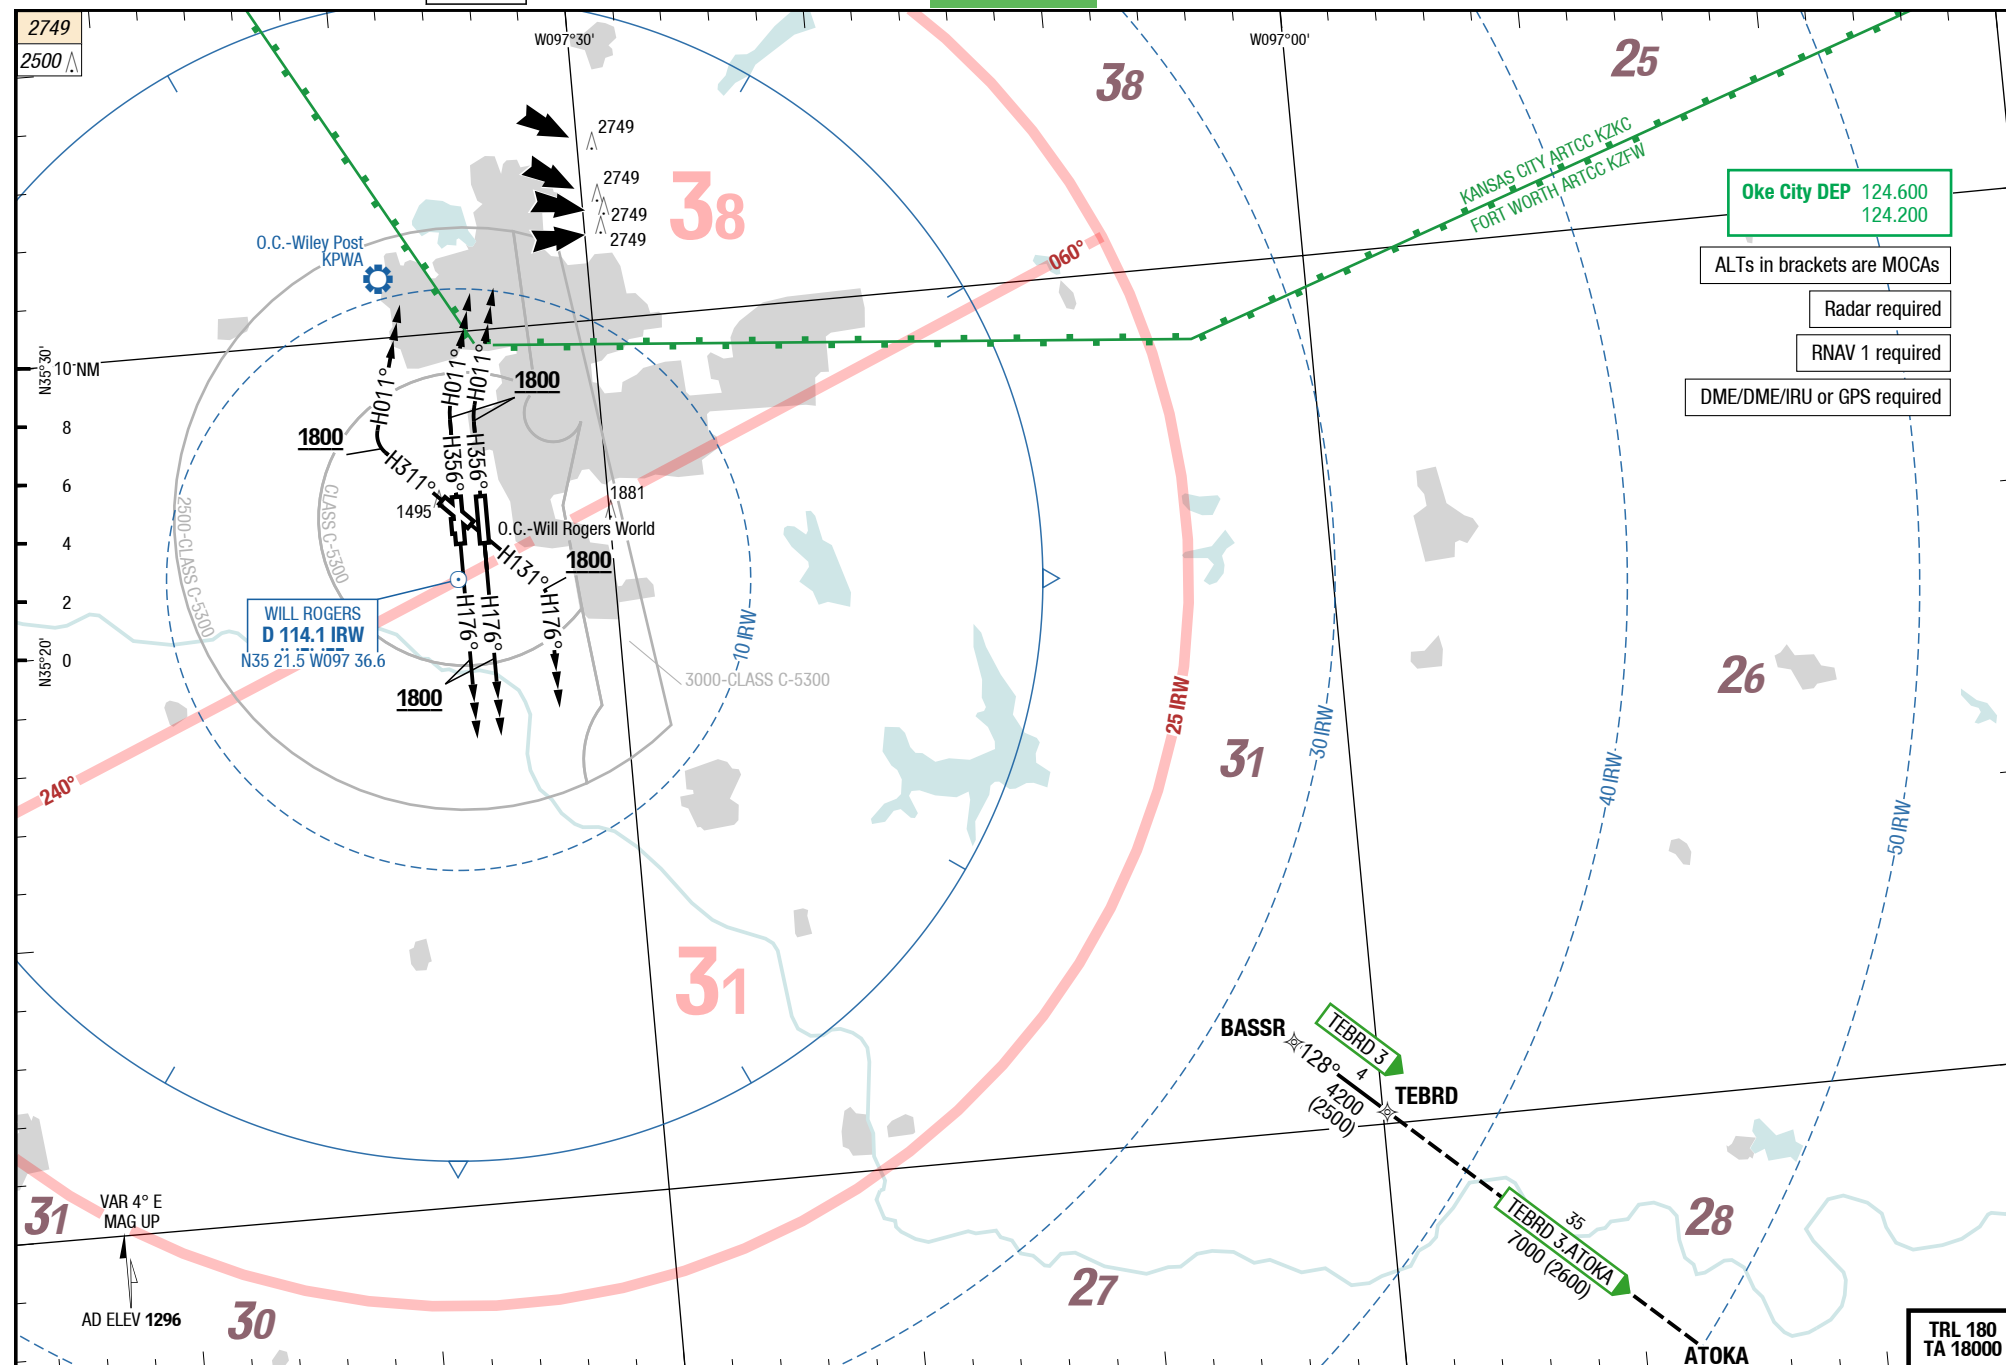 2749
2500
W097°30'
W097°00'
38
25
2749
2749
2749
2749
38
KANSAS CITY ARTCC KZKC
FORT WORTH ARTCC KZFW
Oke City DEP 124.600
124.200
ALTs in brackets are MOCAs
Radar required
RNAV 1 required
DME/DME/IRU or GPS required
O.C.-Wiley Post
KPWA
060°
N35°30'
10 NM
8
6
4
2
0
N35°20'
H011°
H011°
H011°
1800
1800
H311°
H356°
H356°
1495
1881
O.C.-Will Rogers World
2500-CLASS C-5300
CLASS C-5300
H131°
1800
H176°
H176°
H176°
WILL ROGERS
D 114.1 IRW
N35 21.5 W097 36.6
1800
3000-CLASS C-5300
10 IRW
25 IRW
30 IRW
40 IRW
50 IRW
26
31
240°
31
BASSR
TEBRD 3
128°
4
4200
(2500)
TEBRD
TEBRD 3.ATOKA
35
7000 (2600)
ATOKA
28
27
31
VAR 4° E
MAG UP
AD ELEV 1296
30
TRL 180
TA 18000